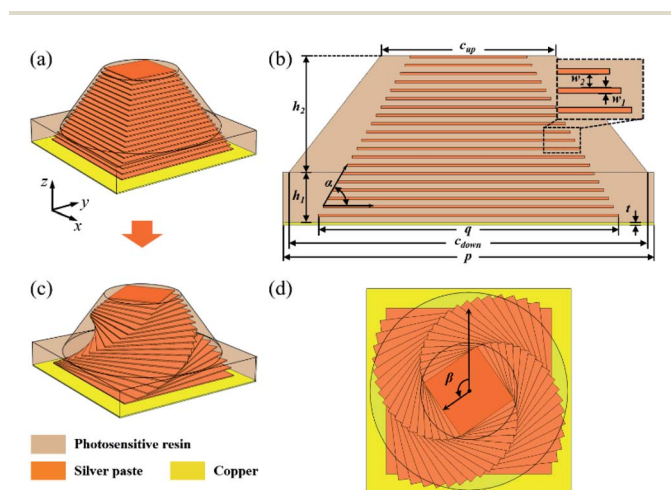 (a)
(b)
c_up
w_2
w_1
h_2
h_1
α
t
q
c_down
p
z
y
x
(c)
(d)
β
Photosensitive resin
Silver paste
Copper